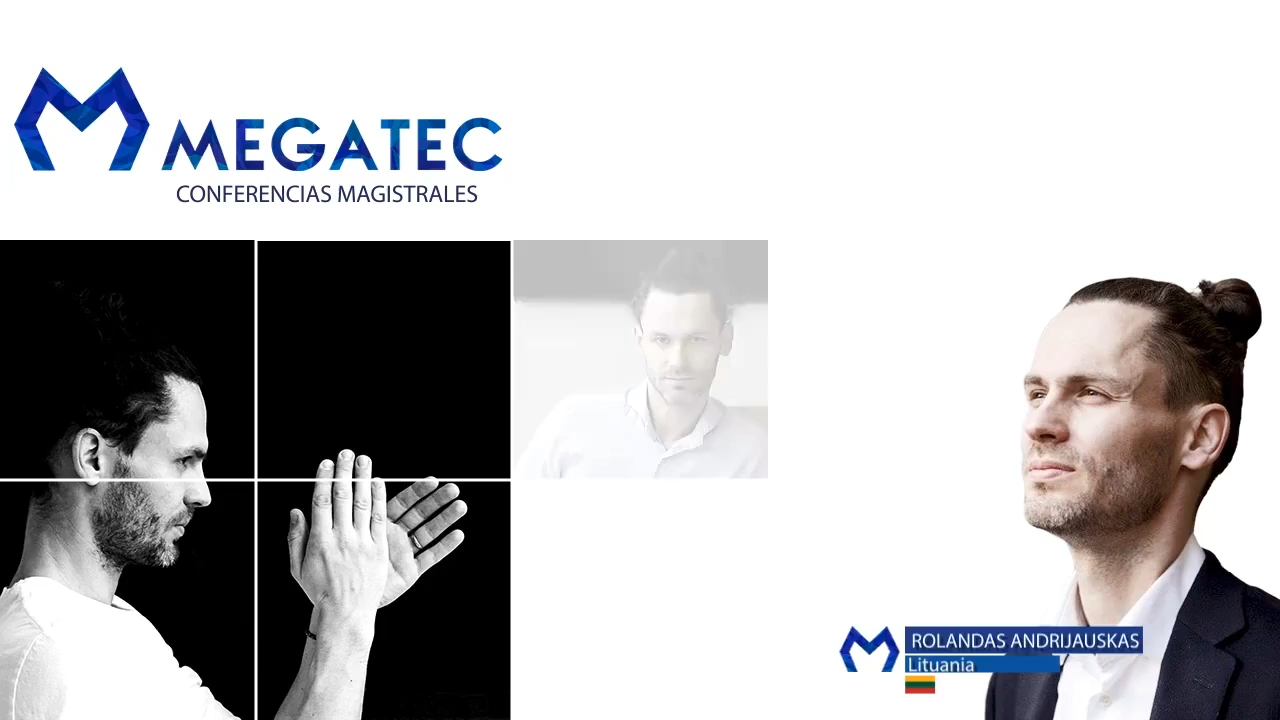 MEGATEC
CONFERENCIAS MAGISTRALES
ROLANDAS ANDRIJAUSKAS
Lituania